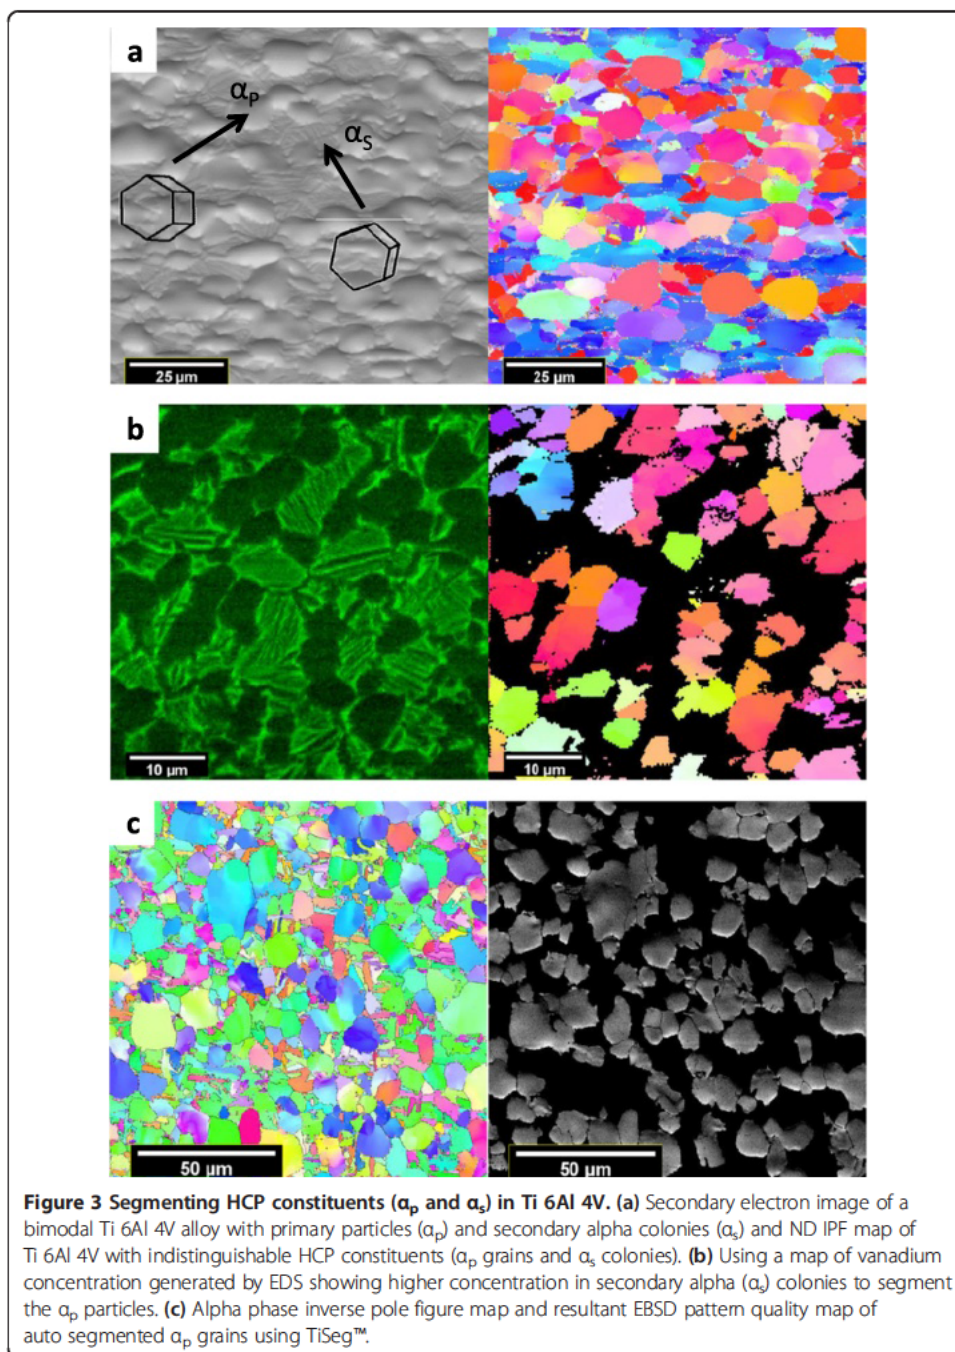 a
αP
αS
25 μm
25 μm
b
10 μm
10 μm
c
50 μm
50 μm
Figure 3 Segmenting HCP constituents (αp and αs) in Ti 6Al 4V. (a) Secondary electron image of a
bimodal Ti 6Al 4V alloy with primary particles (αp) and secondary alpha colonies (αs) and ND IPF map of
Ti 6Al 4V with indistinguishable HCP constituents (αp grains and αs colonies). (b) Using a map of vanadium
concentration generated by EDS showing higher concentration in secondary alpha (αs) colonies to segment
the αp particles. (c) Alpha phase inverse pole figure map and resultant EBSD pattern quality map of
auto segmented αp grains using TiSeg™.